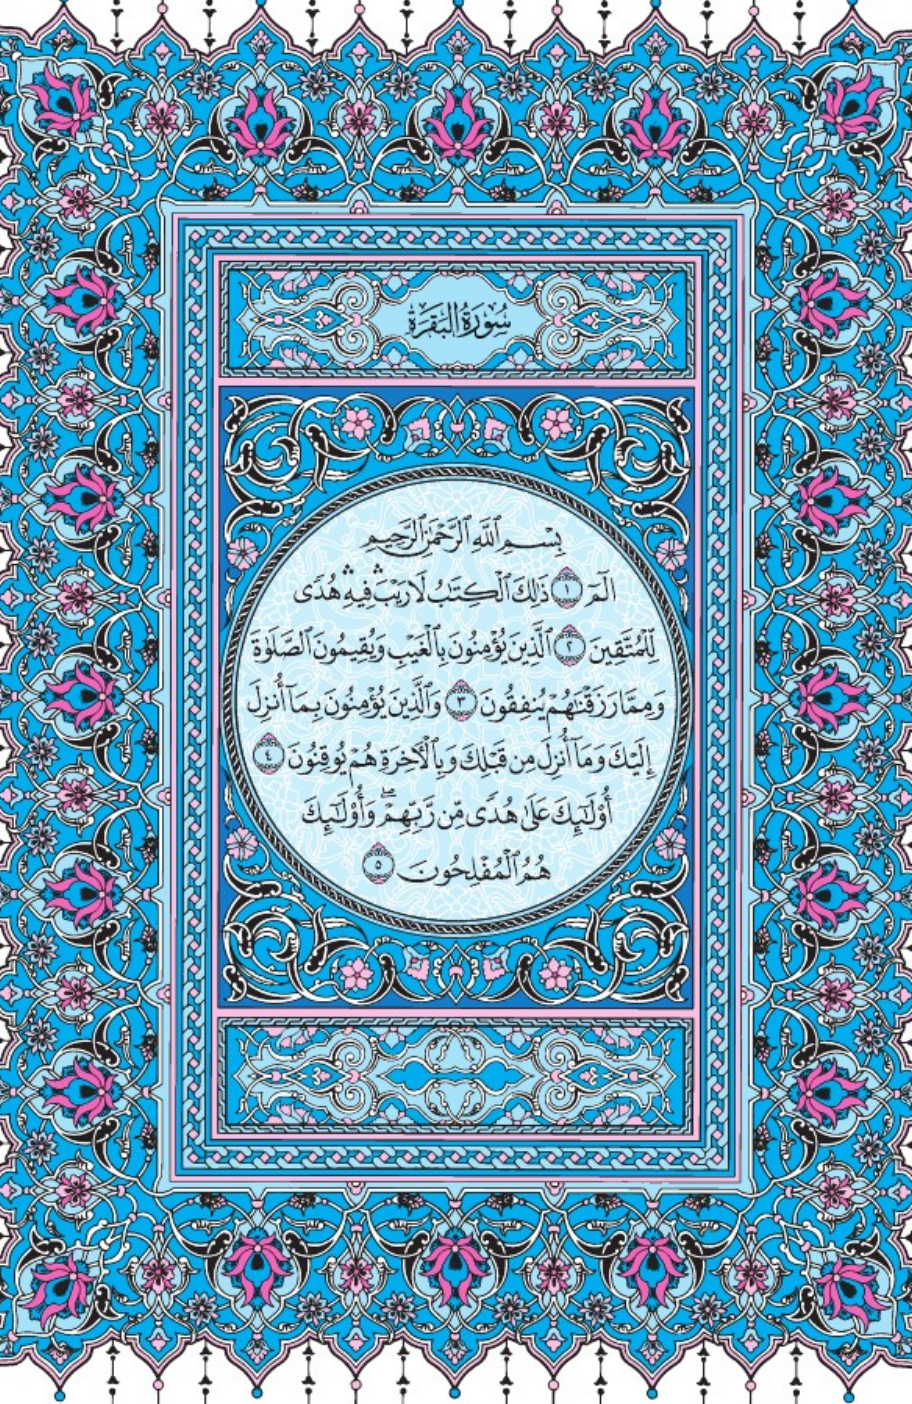 سُورَةُ البَقَرَةِ
بِسْمِ ٱللَّهِ ٱلرَّحْمَٰنِ ٱلرَّحِيمِ
الٓمٓ ١ ذَٰلِكَ ٱلْكِتَٰبُ لَا رَيْبَ ۛ فِيهِ ۛ هُدًى
لِّلْمُتَّقِينَ ٢ ٱلَّذِينَ يُؤْمِنُونَ بِٱلْغَيْبِ وَيُقِيمُونَ ٱلصَّلَوٰةَ
وَمِمَّا رَزَقْنَٰهُمْ يُنفِقُونَ ٣ وَٱلَّذِينَ يُؤْمِنُونَ بِمَآ أُنزِلَ
إِلَيْكَ وَمَآ أُنزِلَ مِن قَبْلِكَ وَبِٱلْءَاخِرَةِ هُمْ يُوقِنُونَ ٤
أُو۟لَٰٓئِكَ عَلَىٰ هُدًى مِّن رَّبِّهِمْ ۖ وَأُو۟لَٰٓئِكَ
هُمُ ٱلْمُفْلِحُونَ ٥